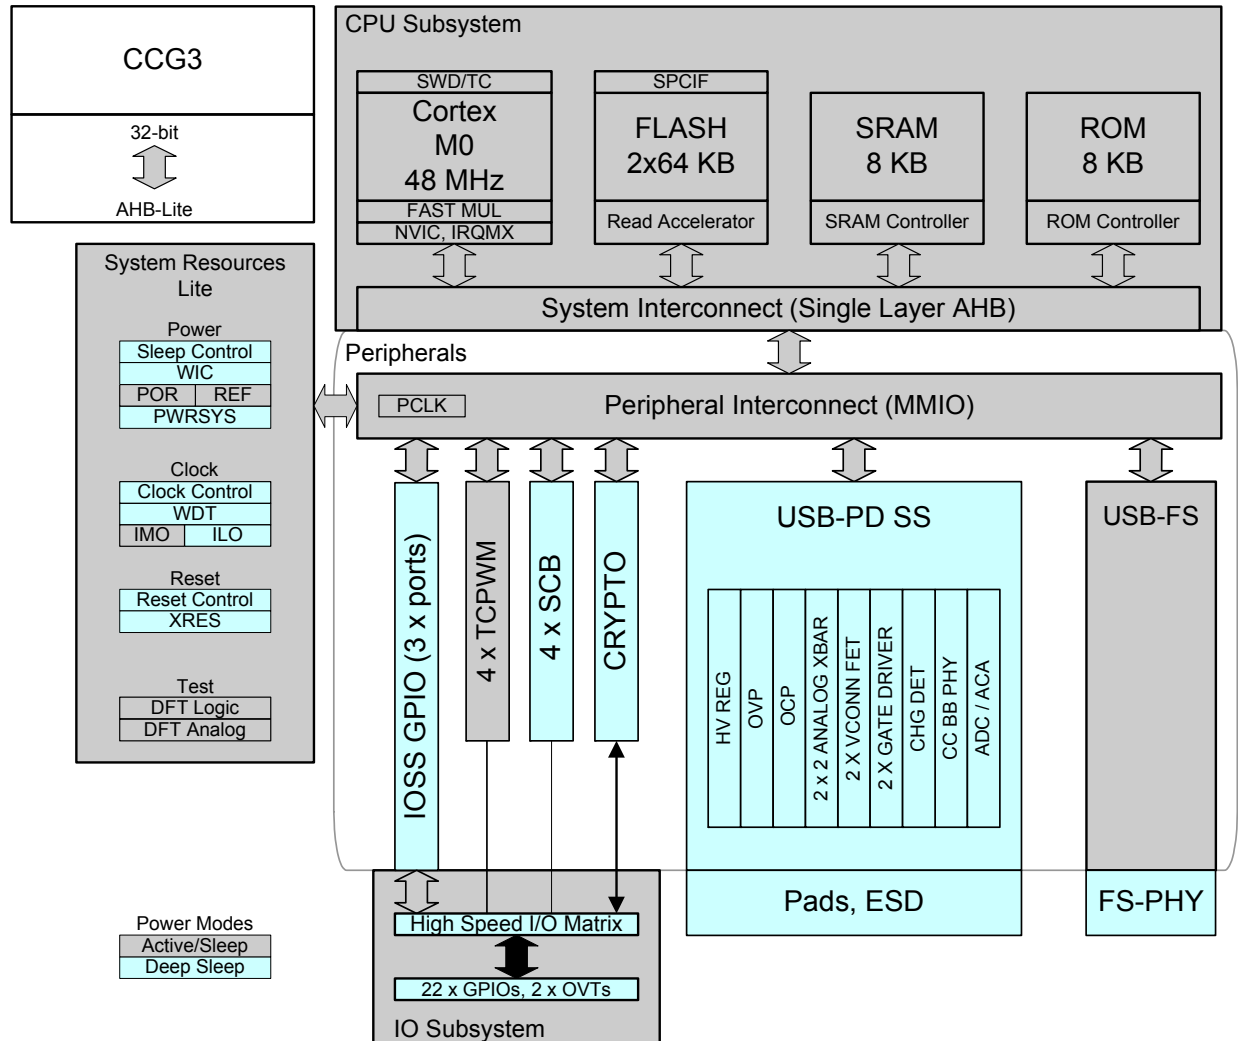 CCG3
32-bit
AHB-Lite
CPU Subsystem
SWD/TC
Cortex
M0
48 MHz
FAST MUL
NVIC, IRQMX
SPCIF
FLASH
2x64 KB
Read Accelerator
SRAM
8 KB
SRAM Controller
ROM
8 KB
ROM Controller
System Interconnect (Single Layer AHB)
System Resources
Lite
Power
Sleep Control
WIC
POR REF
PWRSYS
Clock
Clock Control
WDT
IMO ILO
Reset
Reset Control
XRES
Test
DFT Logic
DFT Analog
Peripherals
PCLK
Peripheral Interconnect (MMIO)
IOSS GPIO (3 x ports)
4 x TCPWM
4 x SCB
CRYPTO
USB-PD SS
HV REG
OVP
OCP
2 x 2 ANALOG XBAR
2 X VCONN FET
2 X GATE DRIVER
CHG DET
CC BB PHY
ADC / ACA
Pads, ESD
USB-FS
FS-PHY
High Speed I/O Matrix
22 x GPIOs, 2 x OVTs
IO Subsystem
Power Modes
Active/Sleep
Deep Sleep